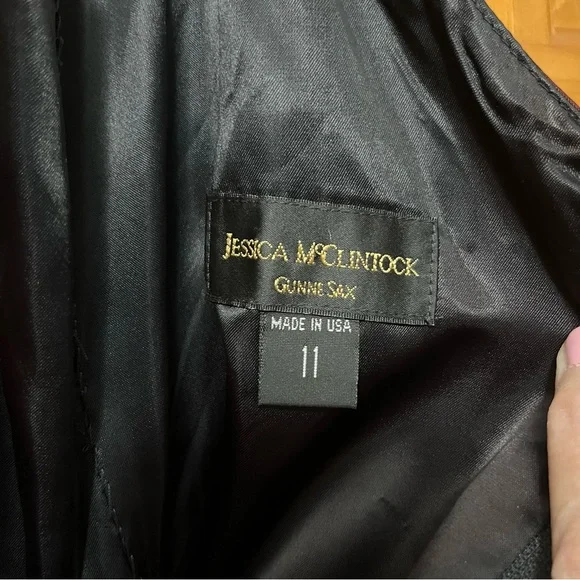 JESSICA McCLINTOCK
GUNNE SAX
MADE IN USA
11